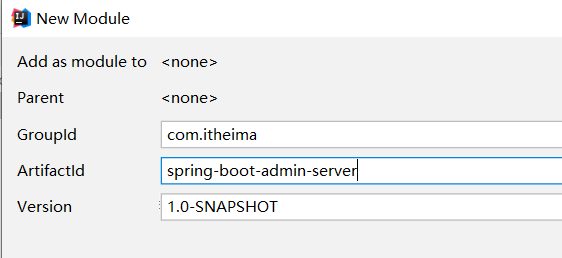 New Module
Add as module to <none>
Parent <none>
GroupId com.itheima
ArtifactId spring-boot-admin-server
Version 1.0-SNAPSHOT